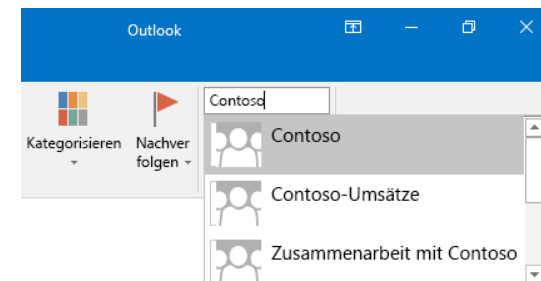 Outlook
Kategorisieren
Nachver
folgen
Contoso
Contoso
Contoso-Umsätze
Zusammenarbeit mit Contoso